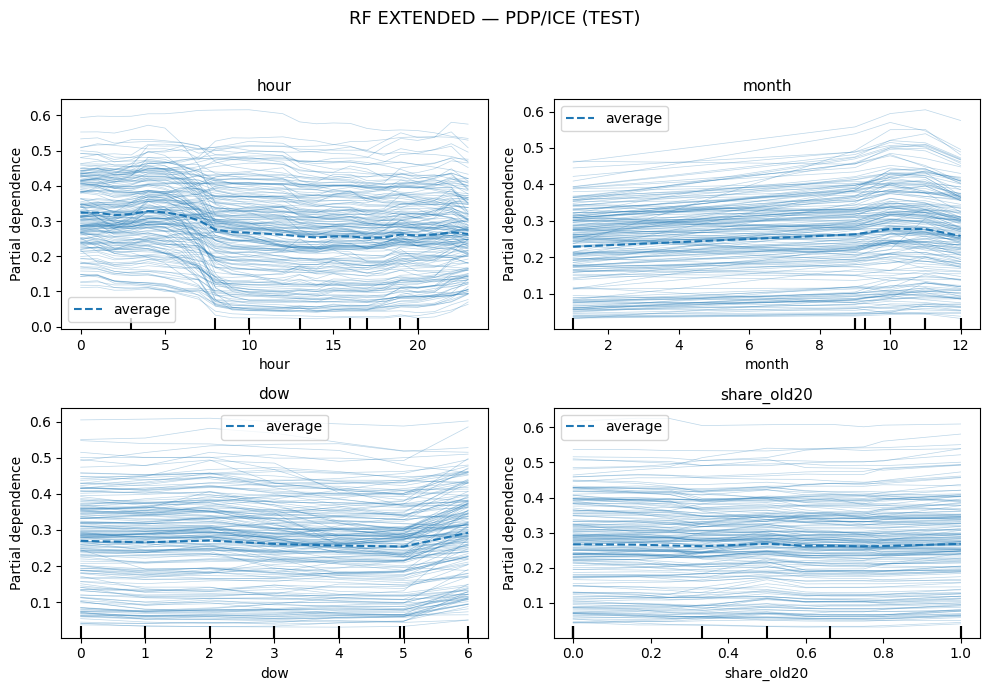 RF EXTENDED — PDP/ICE (TEST)
hour
Partial dependence
0.6
0.5
0.4
0.3
0.2
0.1
0.0
average
0 5 10 15 20
hour
month
Partial dependence
0.6
0.5
0.4
0.3
0.2
0.1
average
2 4 6 8 10 12
month
dow
Partial dependence
0.6
0.5
0.4
0.3
0.2
0.1
average
0 1 2 3 4 5 6
dow
share_old20
Partial dependence
0.6
0.5
0.4
0.3
0.2
0.1
average
0.0 0.2 0.4 0.6 0.8 1.0
share_old20